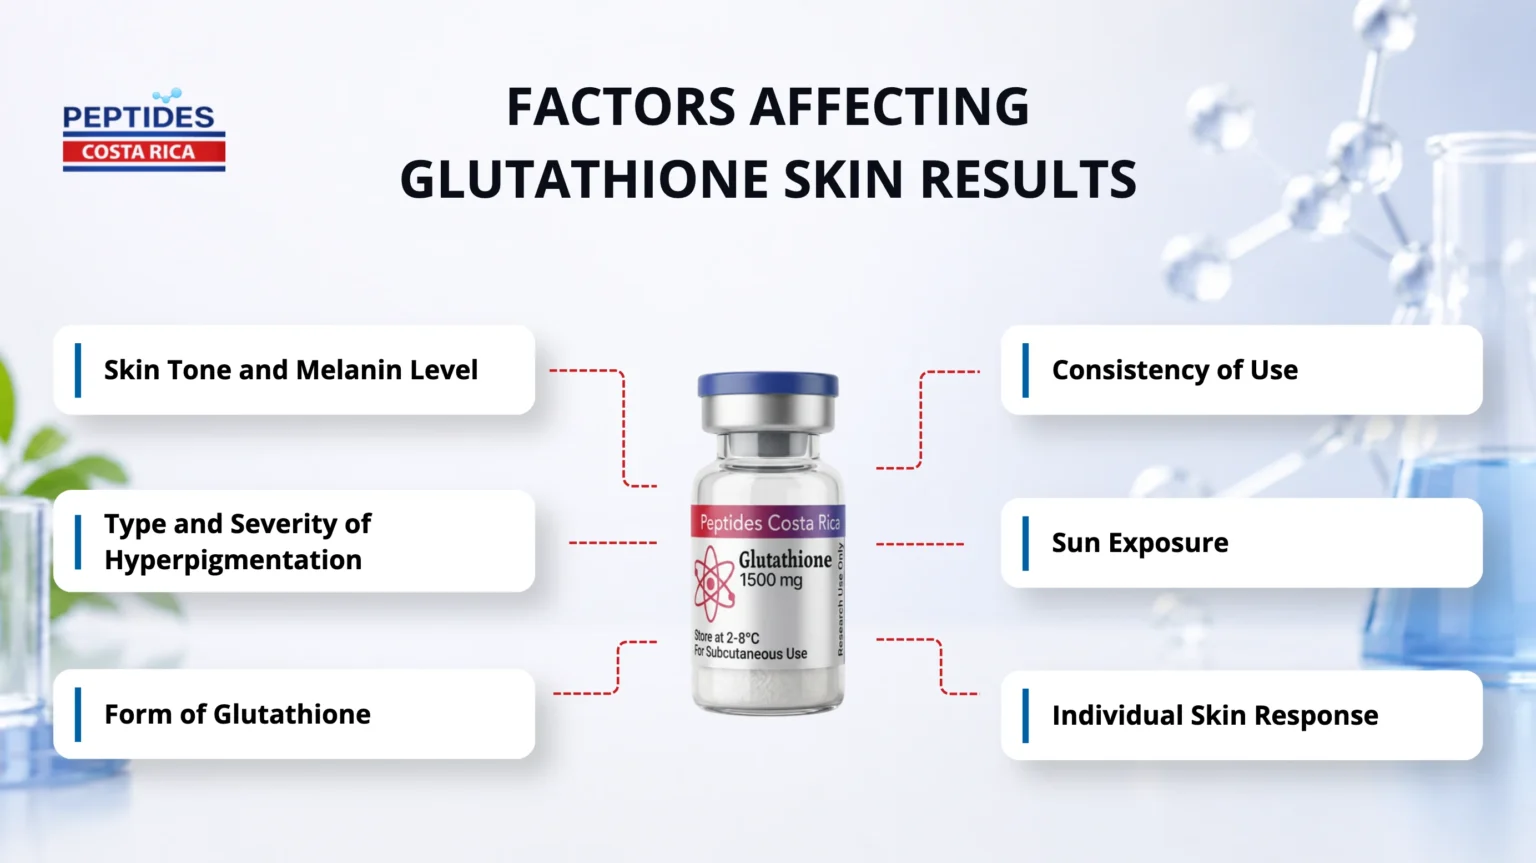 PEPTIDES
COSTA RICA
FACTORS AFFECTING
GLUTATHIONE SKIN RESULTS
Skin Tone and Melanin Level
Type and Severity of
Hyperpigmentation
Form of Glutathione
Peptides Costa Rica
Glutathione
1500 mg
Store at 2-8°C
For Subcutaneous Use
Research Use Only
Consistency of Use
Sun Exposure
Individual Skin Response